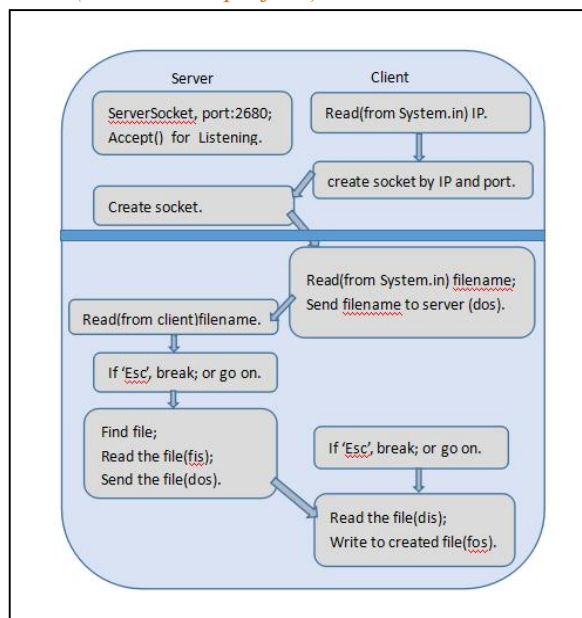 Server
Client
ServerSocket, port:2680;
Accept() for Listening.
Read(from System.in) IP.
create socket by IP and port.
Create socket.
Read(from System.in) filename;
Send filename to server (dos).
Read(from client)filename.
If 'Esc', break; or go on.
Find file;
Read the file(fis);
Send the file(dos).
If 'Esc', break; or go on.
Read the file(dis);
Write to created file(fos).